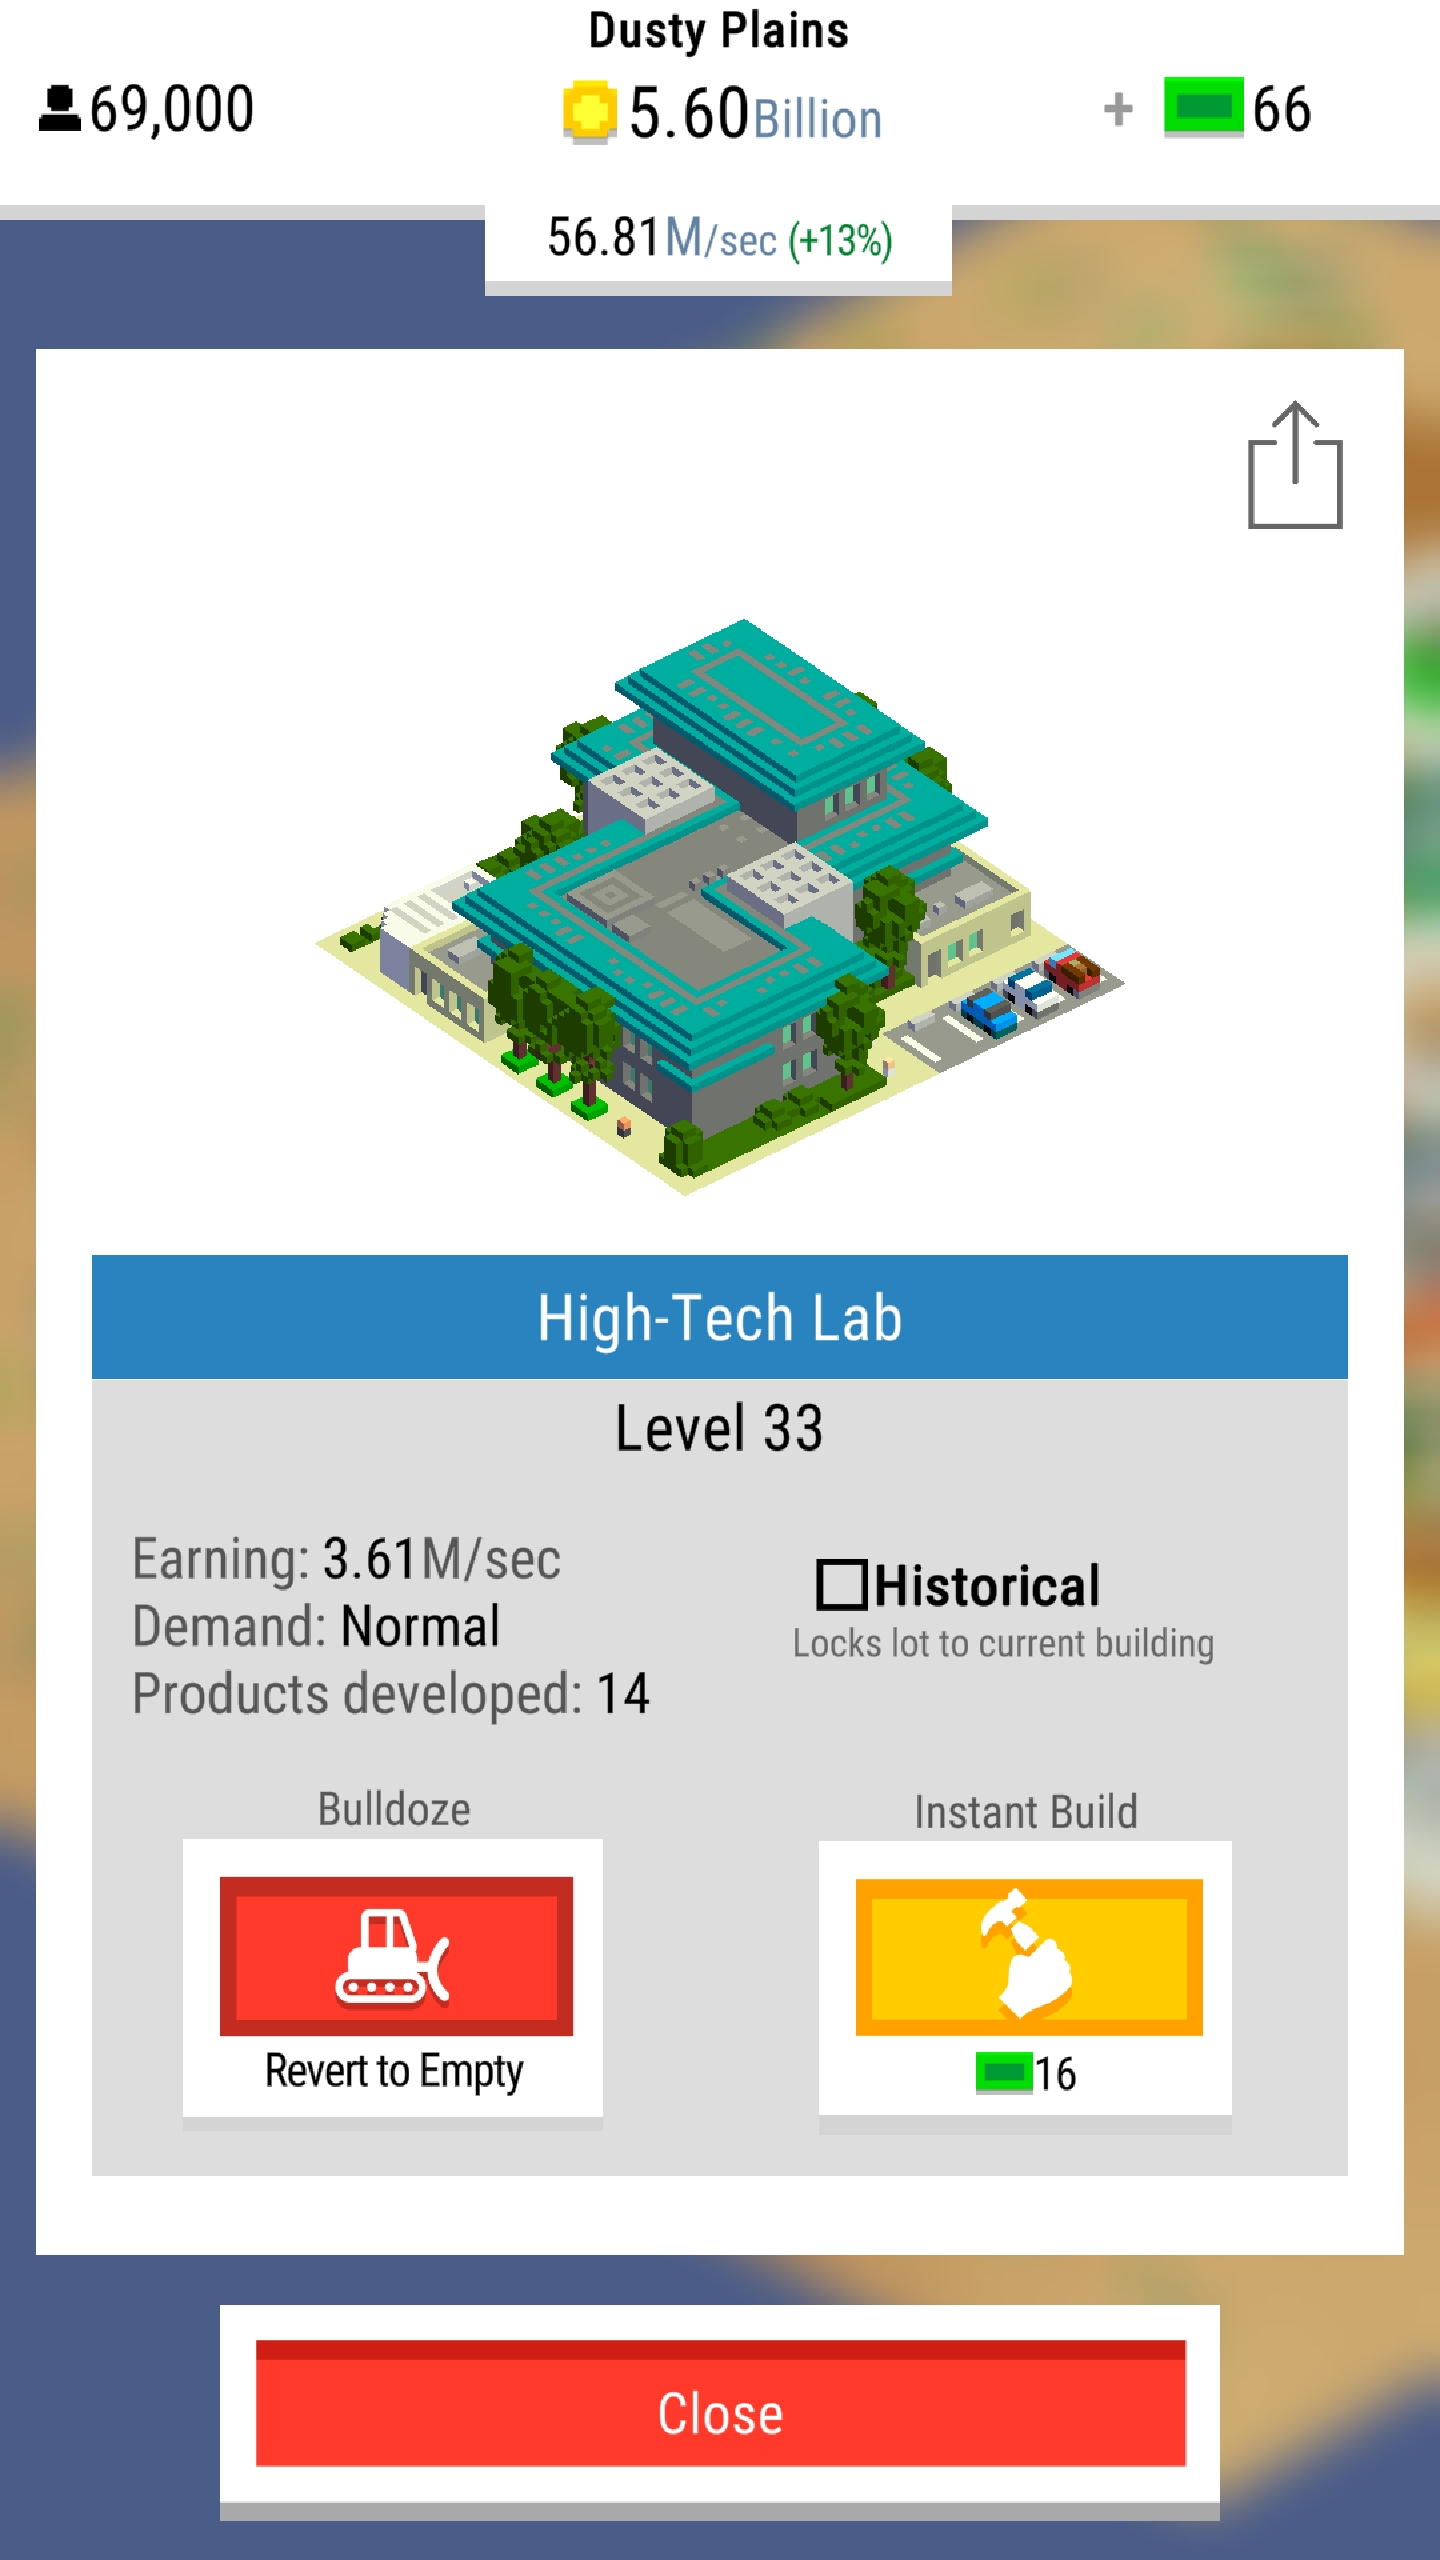 Dusty Plains
69,000
5.60Billion
+ 66
56.81M/sec (+13%)
High-Tech Lab
Level 33
Earning: 3.61M/sec
Demand: Normal
Products developed: 14
Historical
Locks lot to current building
Bulldoze
Revert to Empty
Instant Build
16
Close